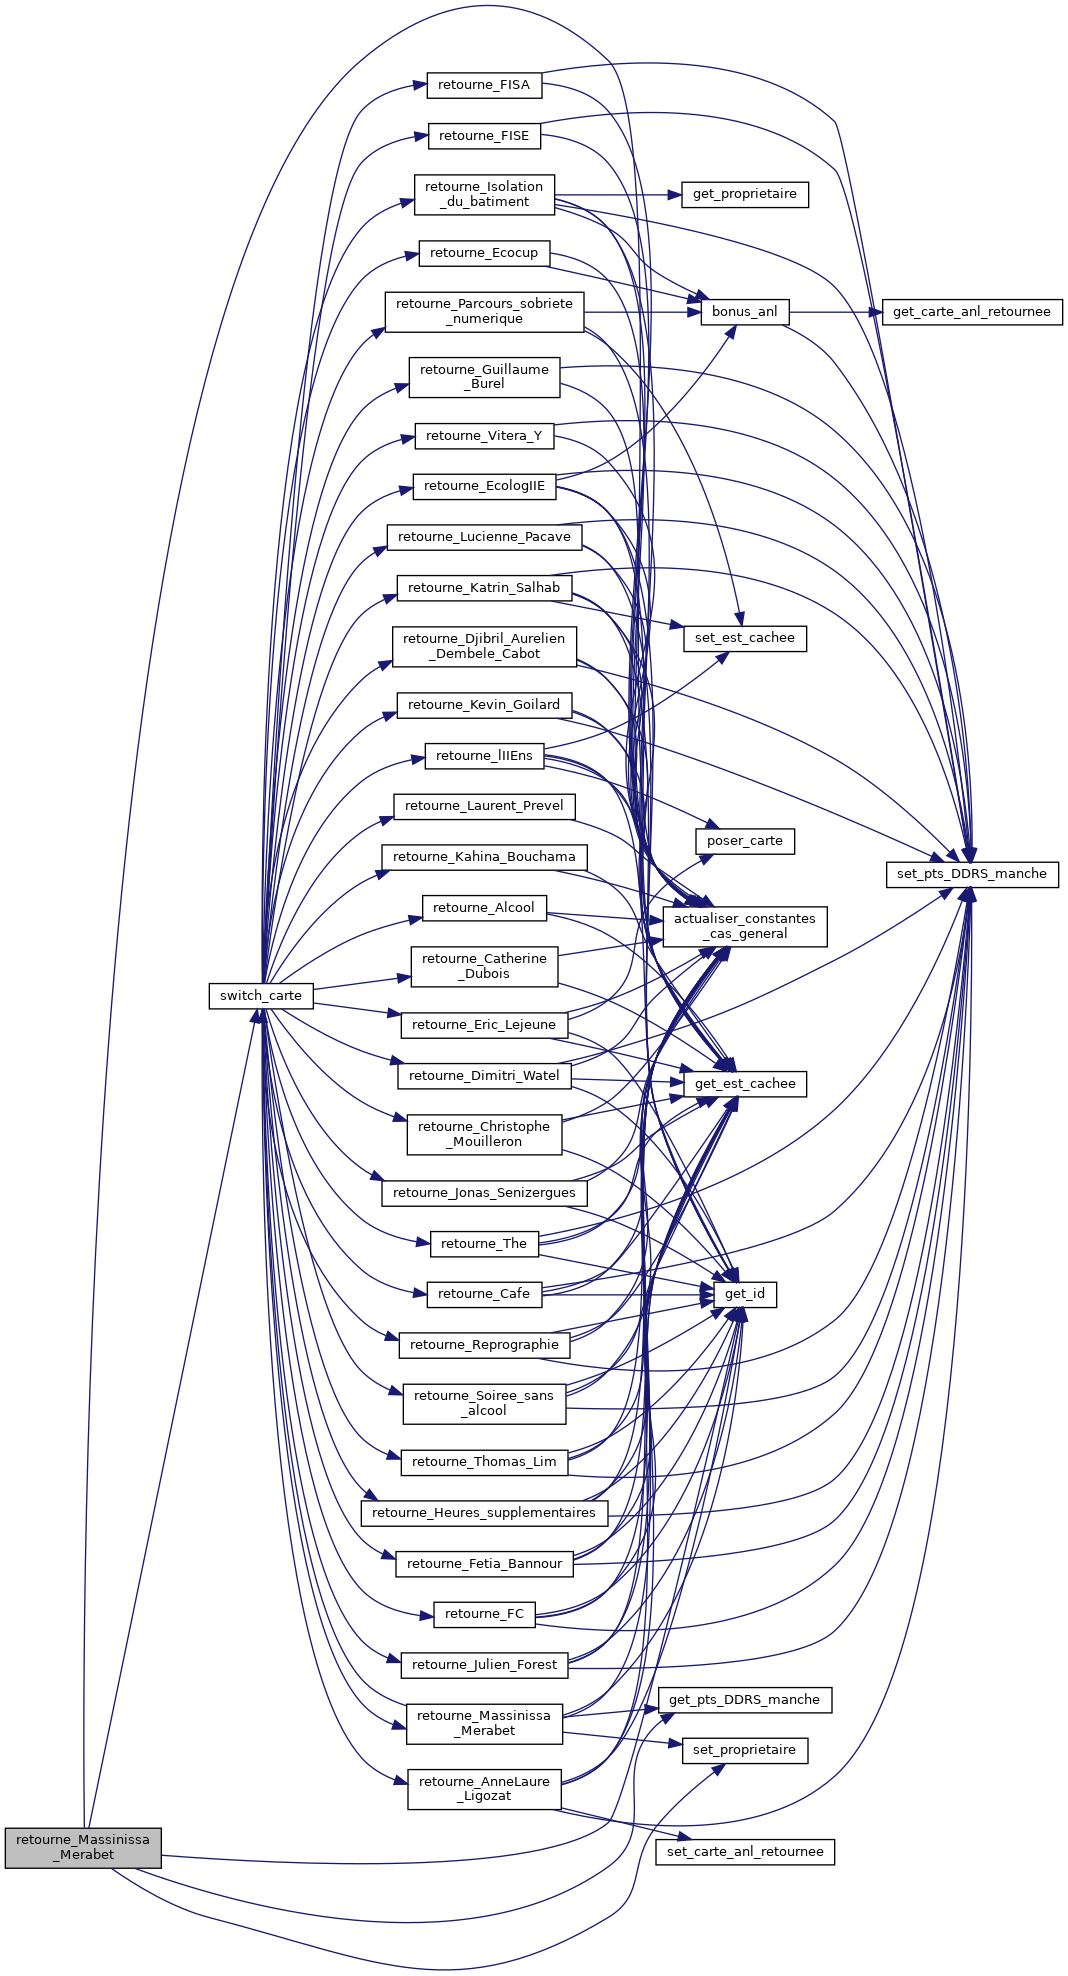 retourne_FISA
retourne_FISE
retourne_Isolation
_du_batiment
get_proprietaire
retourne_Ecocup
retourne_Parcours_sobriete
_numerique
bonus_anl
get_carte_anl_retournee
retourne_Guillaume
_Burel
retourne_Vitera_Y
retourne_EcologIIE
retourne_Lucienne_Pacave
retourne_Katrin_Salhab
retourne_Djibril_Aurelien
_Dembele_Cabot
set_est_cachee
retourne_Kevin_Goilard
retourne_lIIEns
retourne_Laurent_Prevel
poser_carte
retourne_Kahina_Bouchama
set_pts_DDRS_manche
retourne_Alcool
actualiser_constantes
_cas_general
retourne_Catherine
_Dubois
switch_carte
retourne_Eric_Lejeune
retourne_Dimitri_Watel
get_est_cachee
retourne_Christophe
_Mouilleron
retourne_Jonas_Senizergues
retourne_The
retourne_Cafe
get_id
retourne_Reprographie
retourne_Soiree_sans
_alcool
retourne_Thomas_Lim
retourne_Heures_supplementaires
retourne_Fetia_Bannour
retourne_FC
retourne_Julien_Forest
get_pts_DDRS_manche
retourne_Massinissa
_Merabet
set_proprietaire
retourne_AnneLaure
_Ligozat
retourne_Massinissa
_Merabet
set_carte_anl_retournee